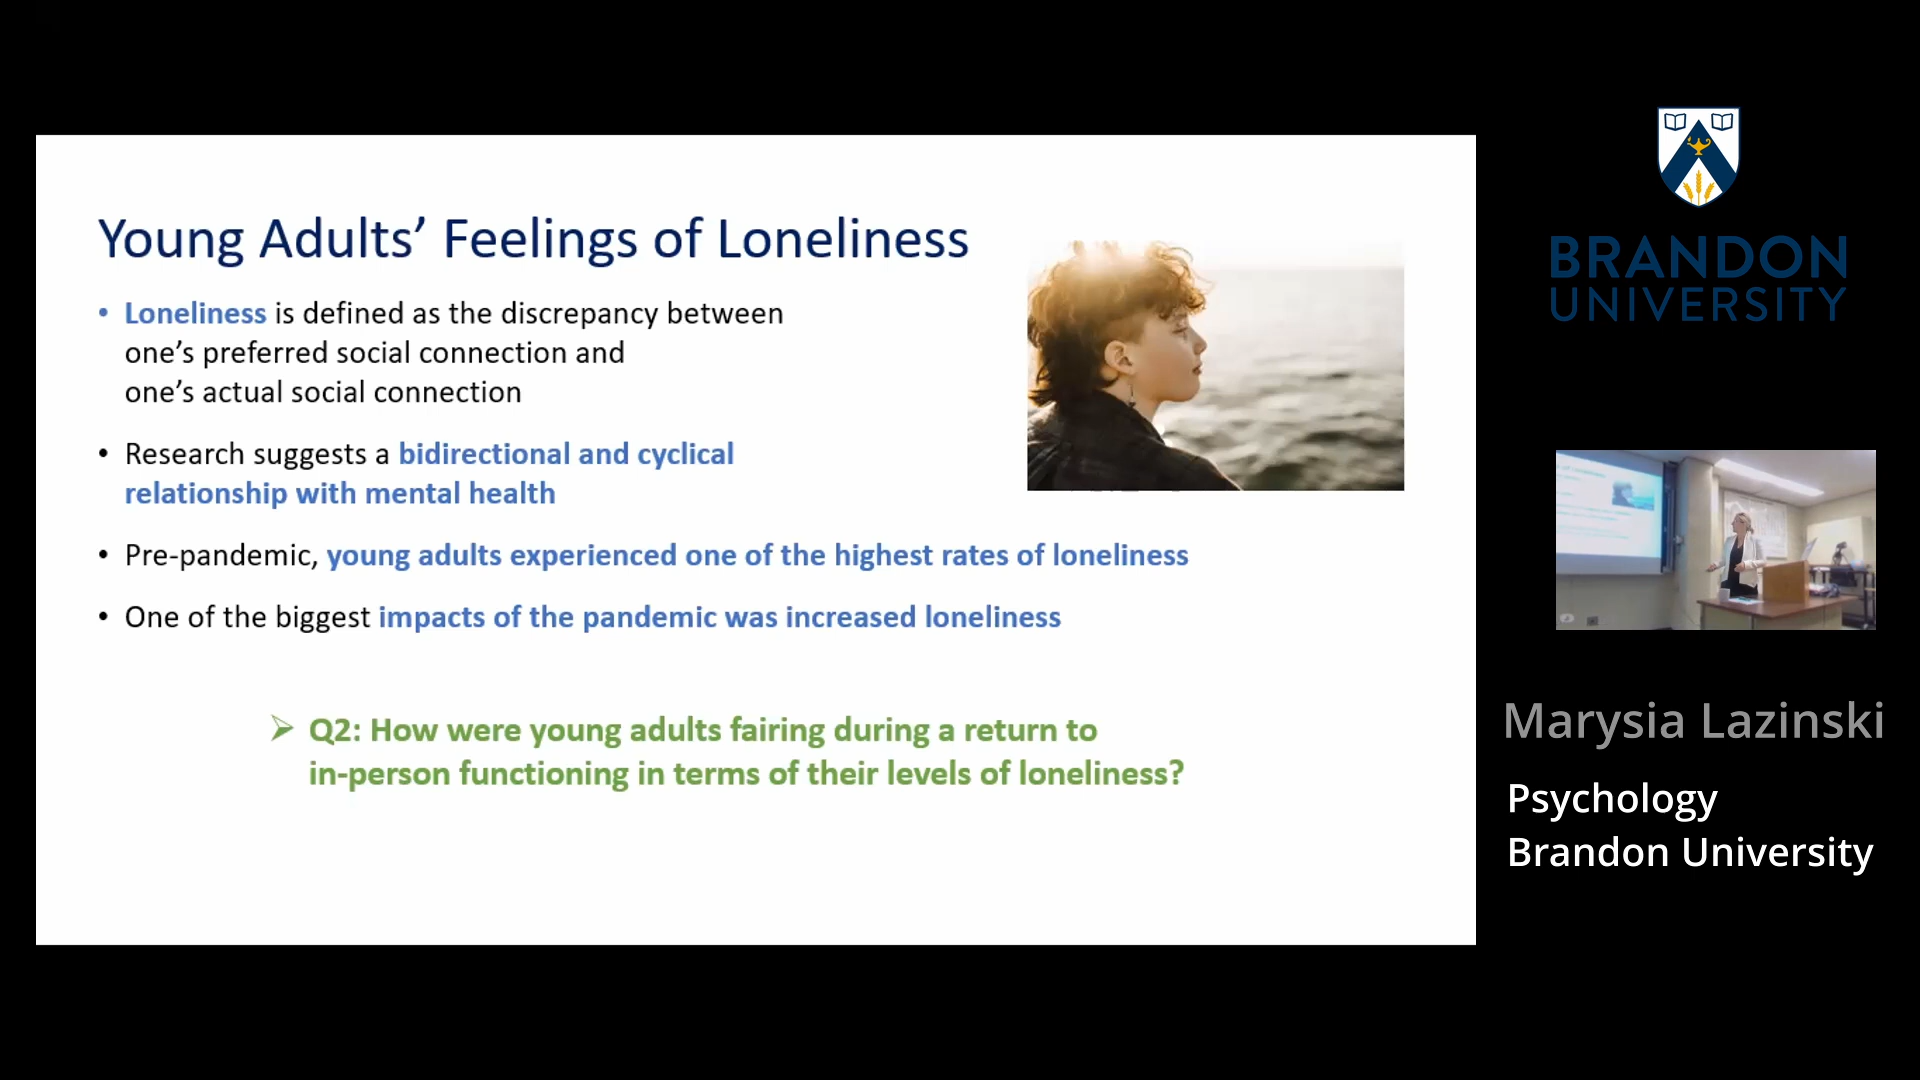 Young Adults’ Feelings of Loneliness
• Loneliness is defined as the discrepancy between
one’s preferred social connection and
one’s actual social connection
• Research suggests a bidirectional and cyclical
relationship with mental health
• Pre-pandemic, young adults experienced one of the highest rates of loneliness
• One of the biggest impacts of the pandemic was increased loneliness
➢ Q2: How were young adults fairing during a return to
in-person functioning in terms of their levels of loneliness?
BRANDON
UNIVERSITY
Marysia Lazinski
Psychology
Brandon University